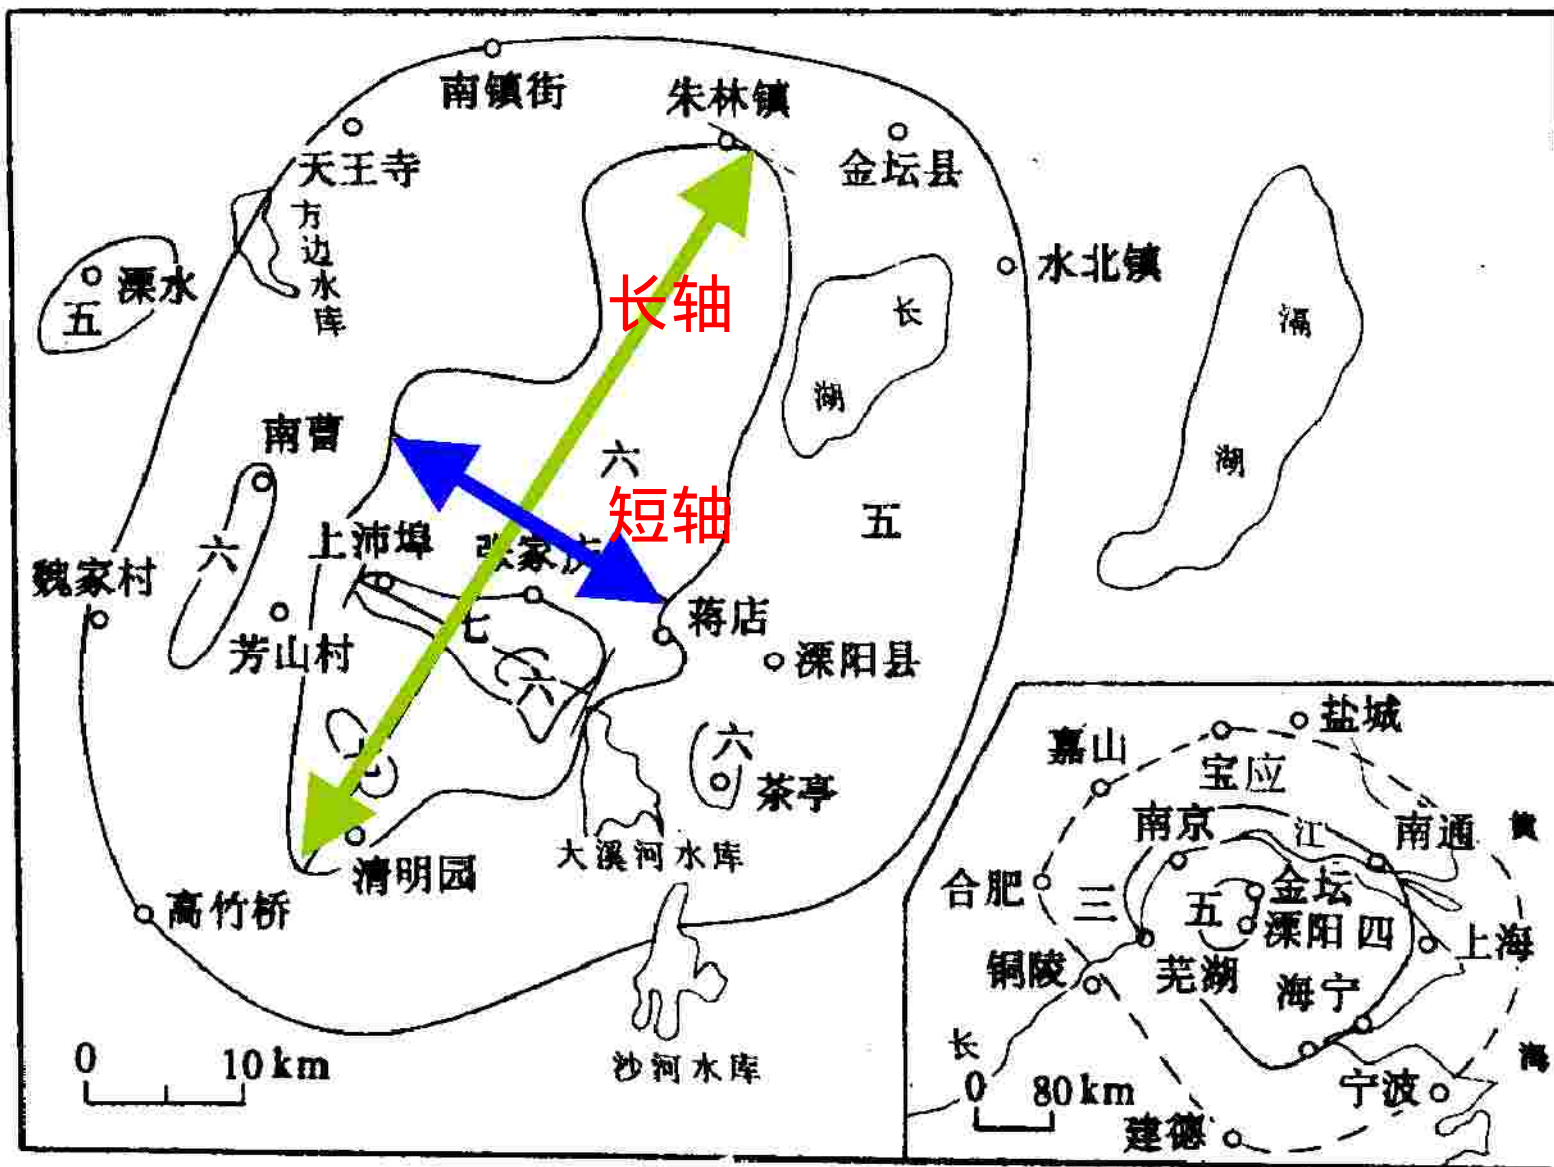 南镇街
朱林镇
天王寺
金坛县
方边水库
水北镇
溧水
五
长轴
长
湖
滆
湖
南曹
六
短轴
五
上沛埠
张家
六
魏家村
七
蒋店
芳山村
溧阳县
六
六
茶亭
大溪河水库
清明园
高竹桥
沙河水库
0
10 km
盐城
嘉山
宝应
南京
江
南通
合肥
三
五
金坛
溧阳
四
上海
铜陵
芜湖
海宁
长
海
0
80 km
宁波
建德